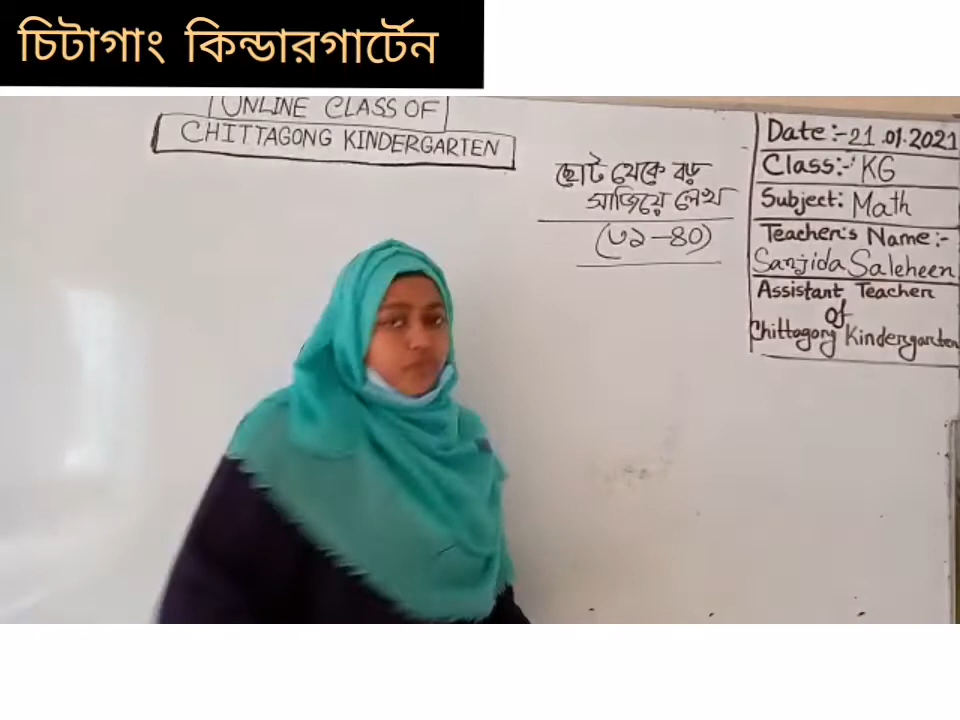 চিটাগাং কিন্ডারগার্টেন
ONLINE CLASS OF
CHITTAGONG KINDERGARTEN
ছোট থেকে বড়
সাজিয়ে লেখ
(৩১-৪০)
Date:-21.01.2021
Class:- KG
Subject: Math
Teacher's Name:-
Sanjida Saleheen
Assistant Teacher
of
Chittagong Kindergarten